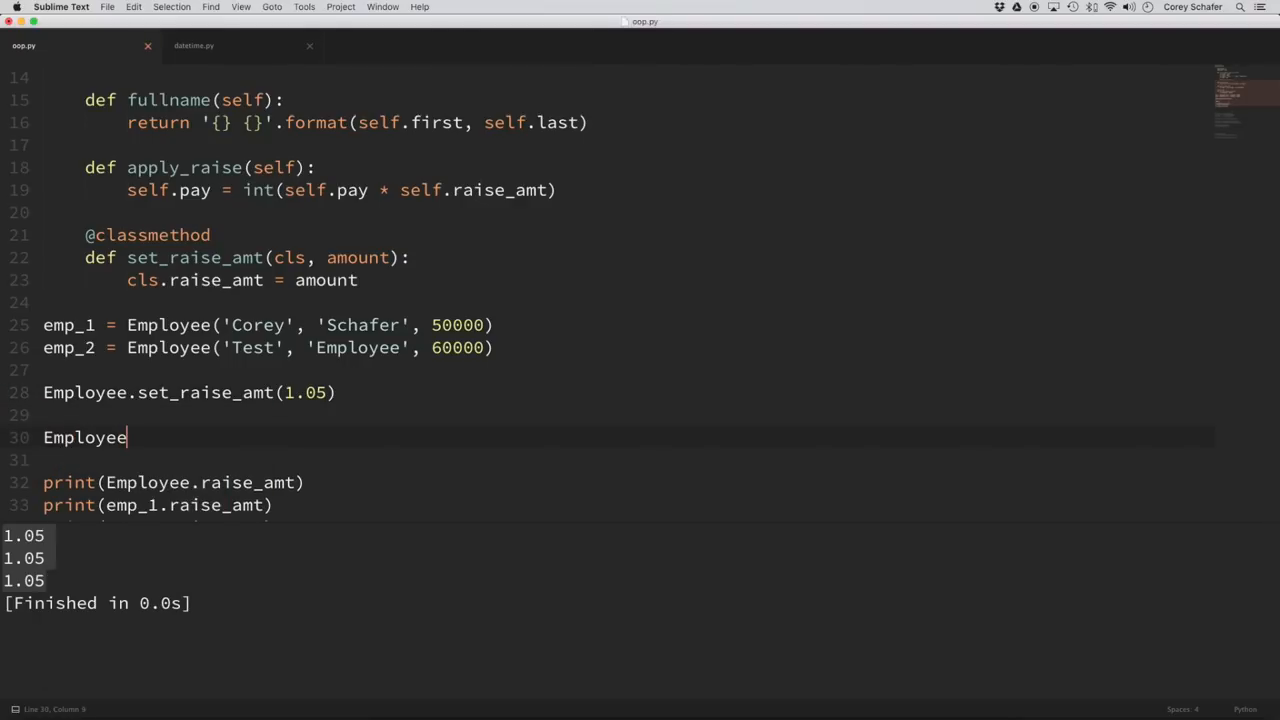 Sublime Text File Edit Selection Find View Goto Tools Project Window Help Corey Schafer
oop.py
oop.py datetime.py
14
15 def fullname(self):
16 return '{} {}'.format(self.first, self.last)
17
18 def apply_raise(self):
19 self.pay = int(self.pay * self.raise_amt)
20
21 @classmethod
22 def set_raise_amt(cls, amount):
23 cls.raise_amt = amount
24
25 emp_1 = Employee('Corey', 'Schafer', 50000)
26 emp_2 = Employee('Test', 'Employee', 60000)
27
28 Employee.set_raise_amt(1.05)
29
30 Employee
31
32 print(Employee.raise_amt)
33 print(emp_1.raise_amt)
1.05
1.05
1.05
[Finished in 0.0s]
Line 30, Column 9 Spaces: 4 Python